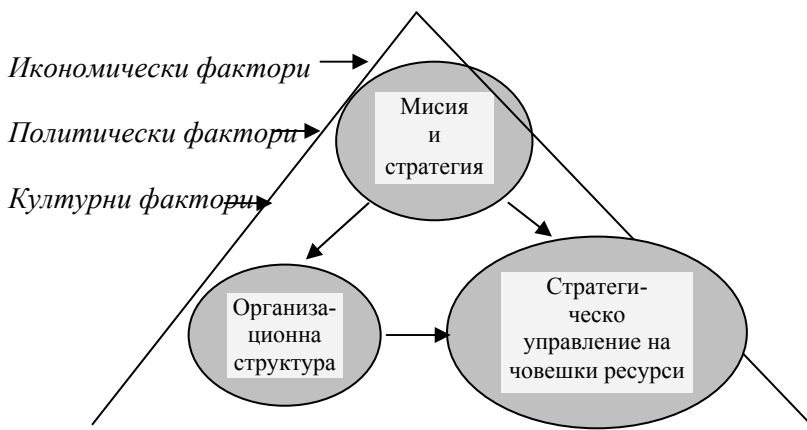 Икономически фактори
Политически фактори
Културни фактори
Мисия
и
стратегия
Организа-
ционна
структура
Стратеги-
ческо
управление на
човешки ресурси